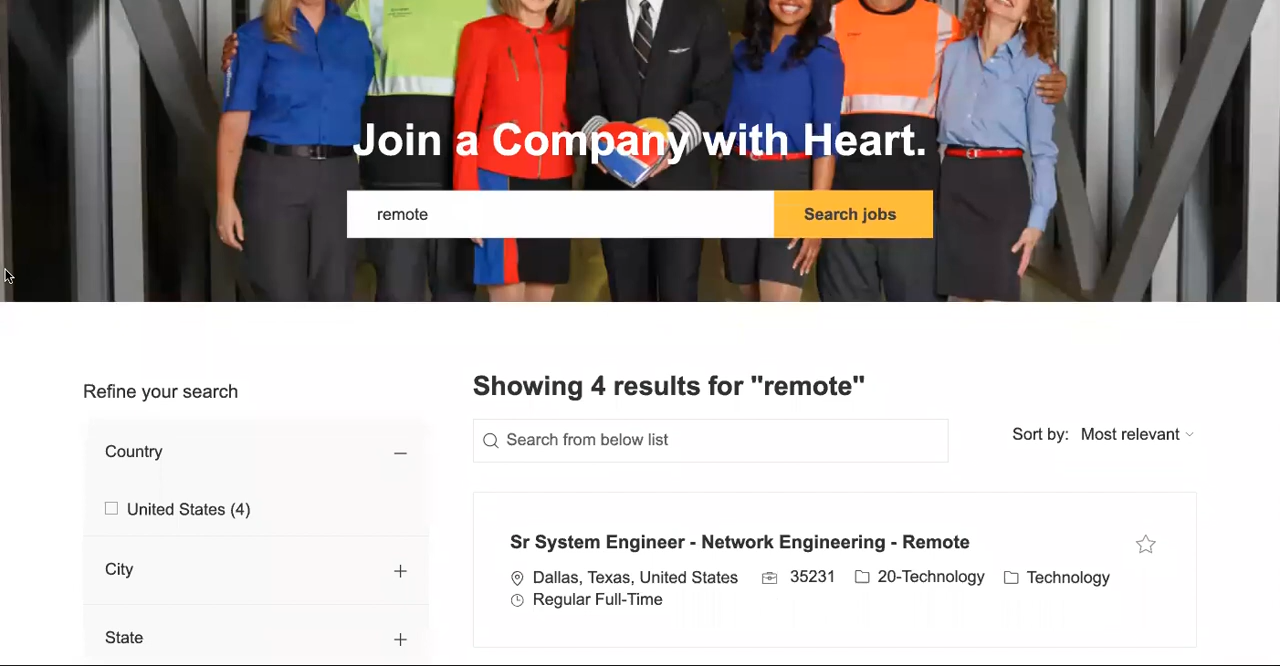 Join a Company with Heart.
remote
Search jobs
Refine your search
Showing 4 results for "remote"
Country
Search from below list
Sort by: Most relevant
United States (4)
City
State
Sr System Engineer - Network Engineering - Remote
Dallas, Texas, United States 35231 20-Technology Technology
Regular Full-Time